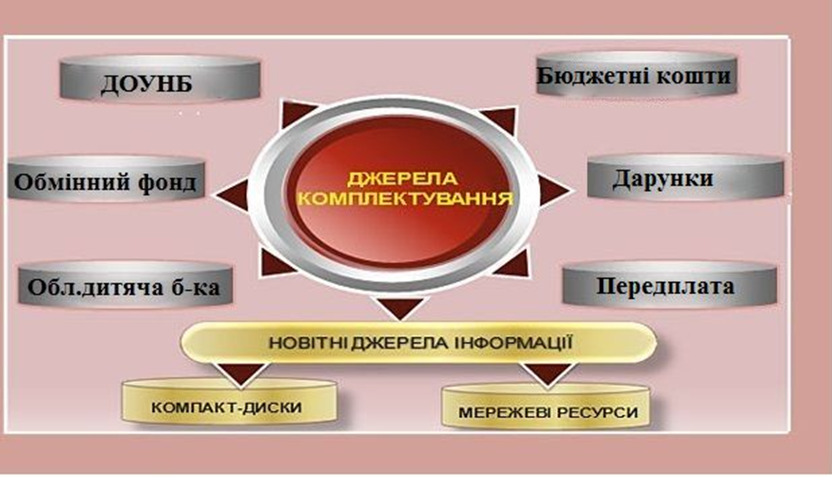 ДОУНБ
Бюджетні кошти
Обмінний фонд
ДЖЕРЕЛА
КОМПЛЕКТУВАННЯ
Дарунки
Обл.дитяча б-ка
Передплата
НОВІТНІ ДЖЕРЕЛА ІНФОРМАЦІЇ
КОМПАКТ-ДИСКИ
МЕРЕЖЕВІ РЕСУРСИ